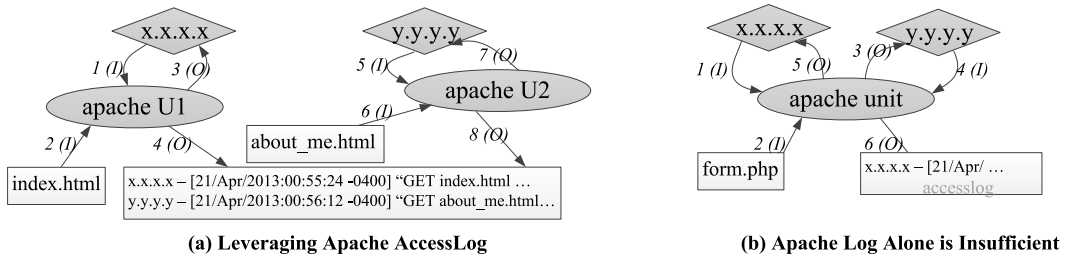 x.x.x.x
1 (I)
3 (O)
apache U1
2 (I)
4 (O)
index.html
y.y.y.y
5 (I)
7 (O)
apache U2
6 (I)
8 (O)
about_me.html
x.x.x.x – [21/Apr/2013:00:55:24 -0400] “GET index.html …
y.y.y.y – [21/Apr/2013:00:56:12 -0400] “GET about_me.html…
(a) Leveraging Apache AccessLog
x.x.x.x
y.y.y.y
1 (I)
5 (O)
3 (O)
4 (I)
apache unit
2 (I)
6 (O)
form.php
x.x.x.x – [21/Apr/ …
accesslog
(b) Apache Log Alone is Insufficient